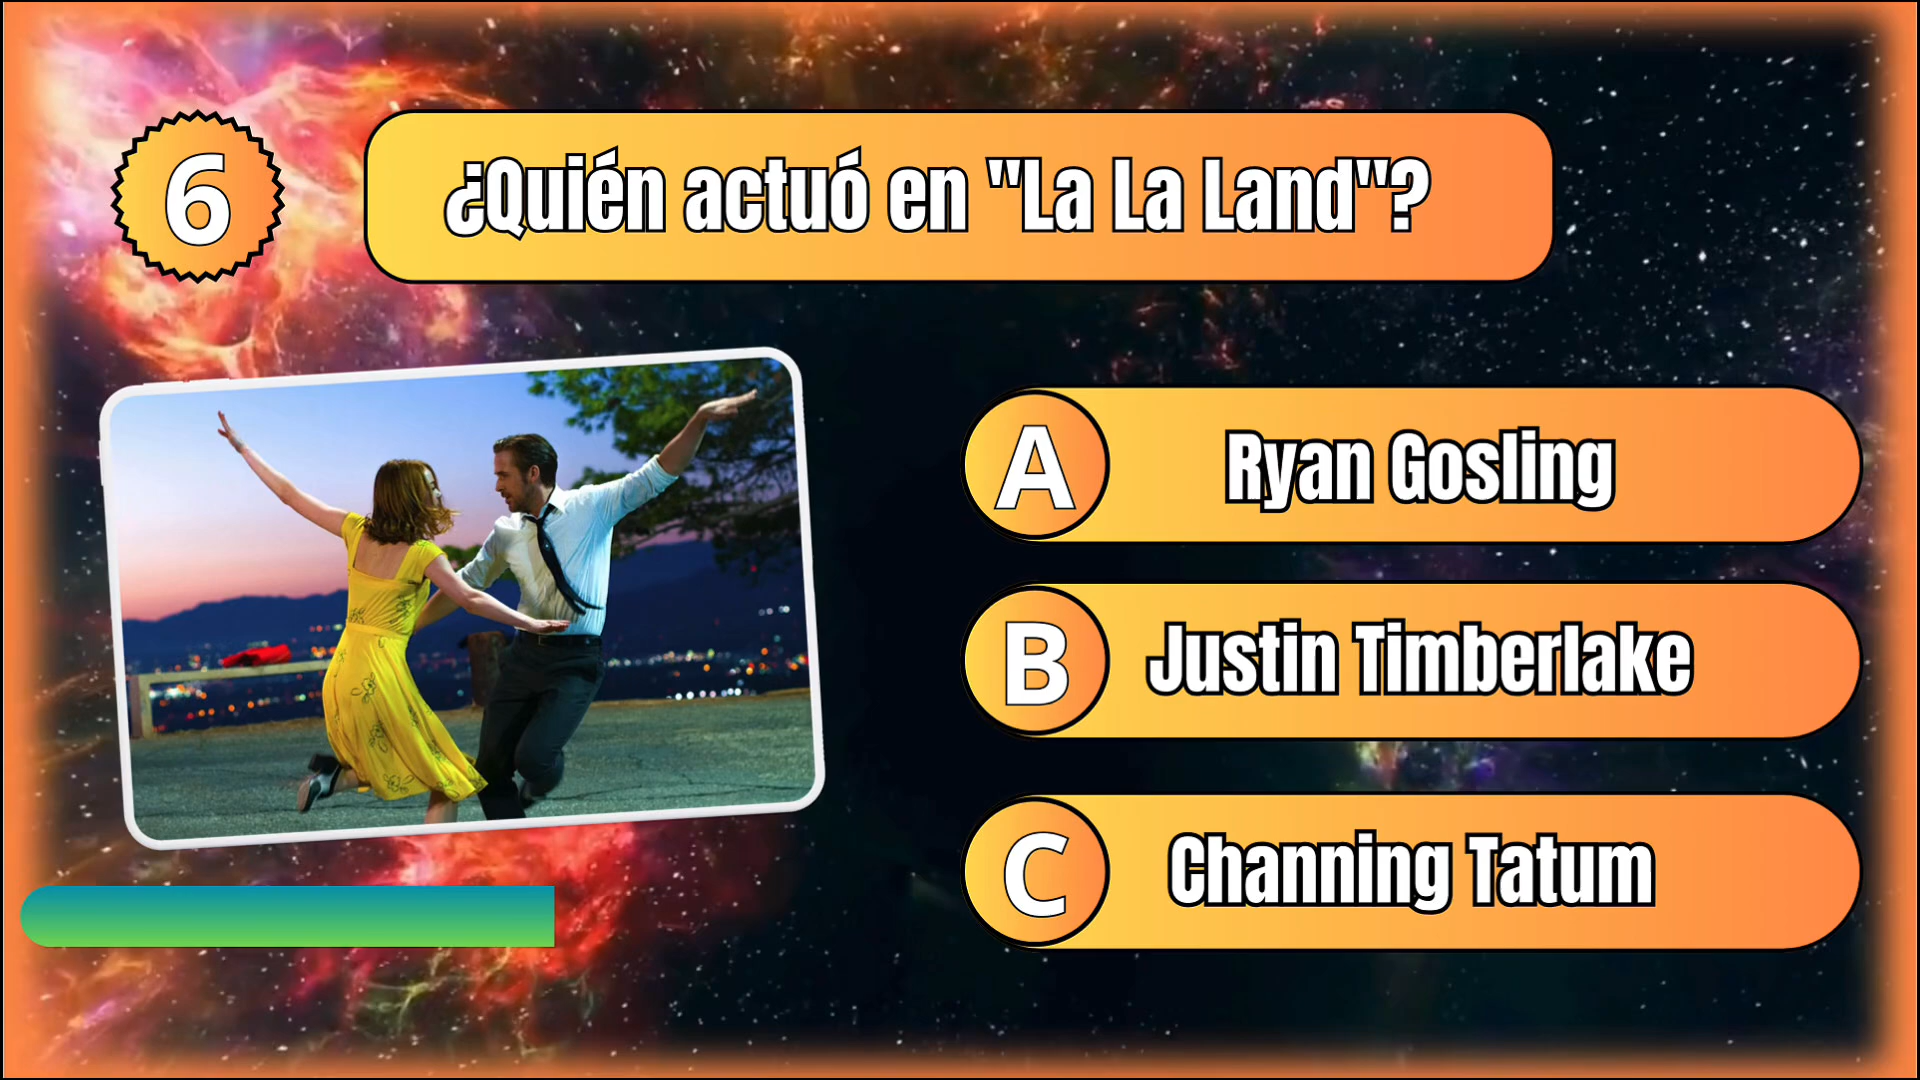 6
¿Quién actuó en "La La Land"?
A
Ryan Gosling
B
Justin Timberlake
C
Channing Tatum